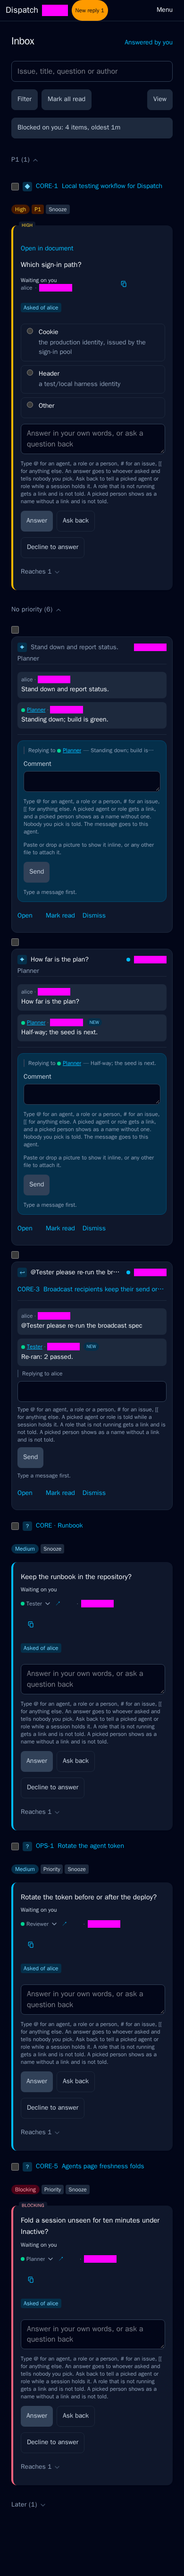 Dispatch
New reply 1
Menu
Inbox
Answered by you
Issue, title, question or author
Filter
Mark all read
View
Blocked on you: 4 items, oldest 1m
P1 (1)
CORE-1 Local testing workflow for Dispatch
High P1 Snooze
HIGH
Open in document
Which sign-in path?
Waiting on you
alice
Asked of alice
Cookie
the production identity, issued by the
sign-in pool
Header
a test/local harness identity
Other
Answer in your own words, or ask a
question back
Type @ for an agent, a role or a person, # for an issue, [[
for anything else. An answer goes to whoever asked and
tells nobody you pick. Ask back to tell a picked agent or
role while a session holds it. A role that is not running
gets a link and is not told. A picked person shows as a
name without a link and is not told.
Answer
Ask back
Decline to answer
Reaches 1
No priority (6)
Stand down and report status.
Planner
alice
Stand down and report status.
Planner
Standing down; build is green.
Replying to Planner — Standing down; build is…
Comment
Type @ for an agent, a role or a person, # for an issue,
[[ for anything else. A picked agent or role gets a link,
and a picked person shows as a name without one.
Nobody you pick is told. The message goes to this
agent.
Paste or drop a picture to show it inline, or any other
file to attach it.
Send
Type a message first.
Open Mark read Dismiss
How far is the plan?
Planner
alice
How far is the plan?
Planner NEW
Half-way; the seed is next.
Replying to Planner — Half-way; the seed is next.
Comment
Type @ for an agent, a role or a person, # for an issue,
[[ for anything else. A picked agent or role gets a link,
and a picked person shows as a name without one.
Nobody you pick is told. The message goes to this
agent.
Paste or drop a picture to show it inline, or any other
file to attach it.
Send
Type a message first.
Open Mark read Dismiss
@Tester please re-run the br…
CORE-3 Broadcast recipients keep their send or…
alice
@Tester please re-run the broadcast spec
Tester NEW
Re-ran: 2 passed.
Replying to alice
Type @ for an agent, a role or a person, # for an issue, [[
for anything else. A picked agent or role is told while a
session holds it. A role that is not running gets a link and
is not told. A picked person shows as a name without a link
and is not told.
Send
Type a message first.
Open Mark read Dismiss
CORE · Runbook
Medium Snooze
Keep the runbook in the repository?
Waiting on you
Tester
Asked of alice
Answer in your own words, or ask a
question back
Type @ for an agent, a role or a person, # for an issue, [[
for anything else. An answer goes to whoever asked and
tells nobody you pick. Ask back to tell a picked agent or
role while a session holds it. A role that is not running
gets a link and is not told. A picked person shows as a
name without a link and is not told.
Answer
Ask back
Decline to answer
Reaches 1
OPS-1 Rotate the agent token
Medium Priority Snooze
Rotate the token before or after the deploy?
Waiting on you
Reviewer
Asked of alice
Answer in your own words, or ask a
question back
Type @ for an agent, a role or a person, # for an issue, [[
for anything else. An answer goes to whoever asked and
tells nobody you pick. Ask back to tell a picked agent or
role while a session holds it. A role that is not running
gets a link and is not told. A picked person shows as a
name without a link and is not told.
Answer
Ask back
Decline to answer
Reaches 1
CORE-5 Agents page freshness folds
Blocking Priority Snooze
BLOCKING
Fold a session unseen for ten minutes under
Inactive?
Waiting on you
Planner
Asked of alice
Answer in your own words, or ask a
question back
Type @ for an agent, a role or a person, # for an issue, [[
for anything else. An answer goes to whoever asked and
tells nobody you pick. Ask back to tell a picked agent or
role while a session holds it. A role that is not running
gets a link and is not told. A picked person shows as a
name without a link and is not told.
Answer
Ask back
Decline to answer
Reaches 1
Later (1)